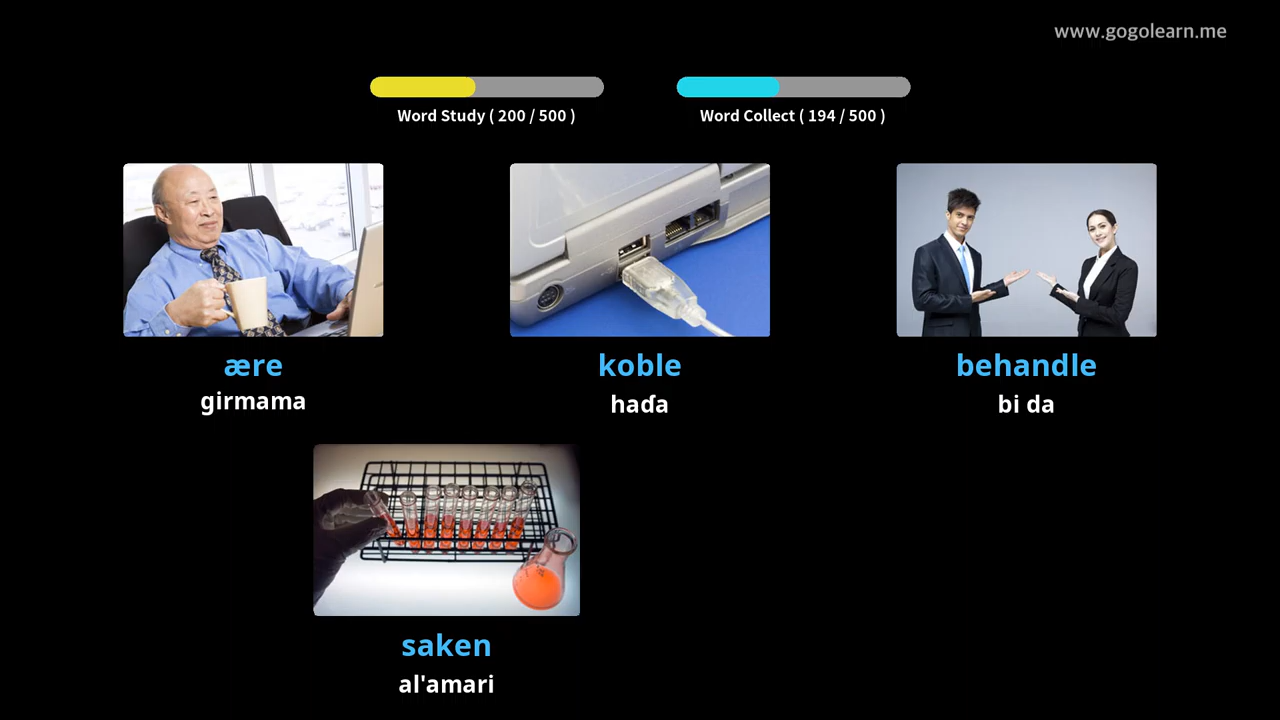 www.gogolearn.me
Word Study ( 200 / 500 )
Word Collect ( 194 / 500 )
ære
girmama
koble
haɗa
behandle
bi da
saken
al'amari